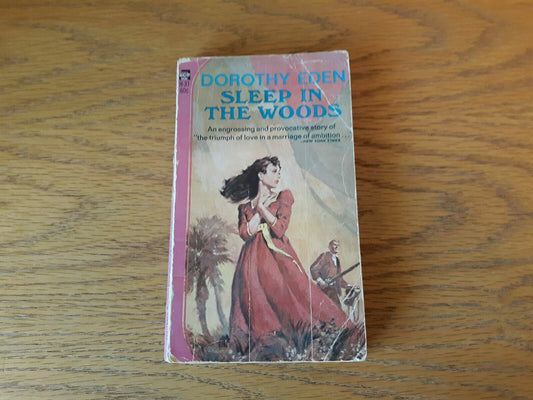 DOROTHY EDEN
SLEEP IN
THE WOODS
An engrossing and provocative story of
"the triumph of love in a marriage of ambition...
—NEW YORK TIMES
60c